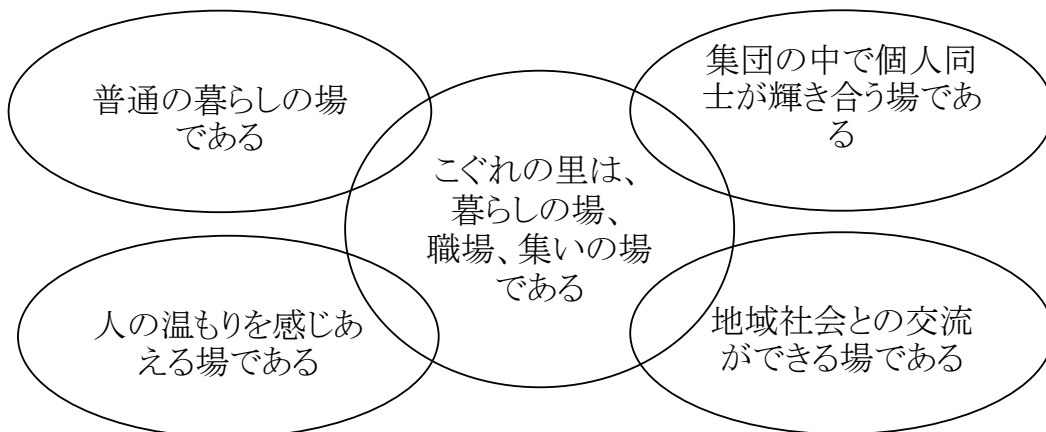 普通の暮らしの場
である
集団の中で個人同
士が輝き合う場であ
る
こぐれの里は、
暮らしの場、
職場、集いの場
である
人の温もりを感じあ
える場である
地域社会との交流
ができる場である